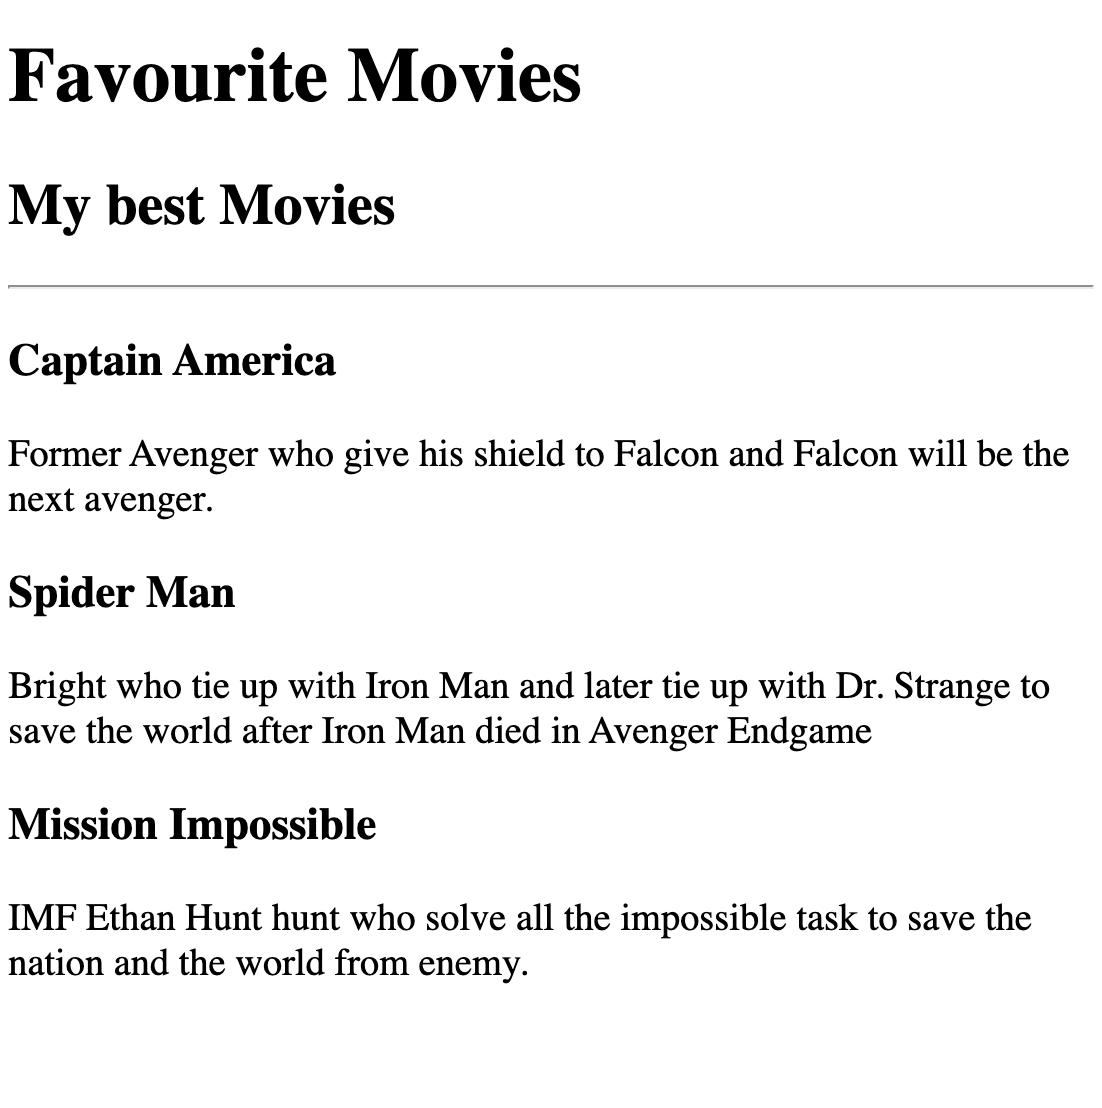 Favourite Movies
My best Movies
Captain America
Former Avenger who give his shield to Falcon and Falcon will be the
next avenger.
Spider Man
Bright who tie up with Iron Man and later tie up with Dr. Strange to
save the world after Iron Man died in Avenger Endgame
Mission Impossible
IMF Ethan Hunt hunt who solve all the impossible task to save the
nation and the world from enemy.